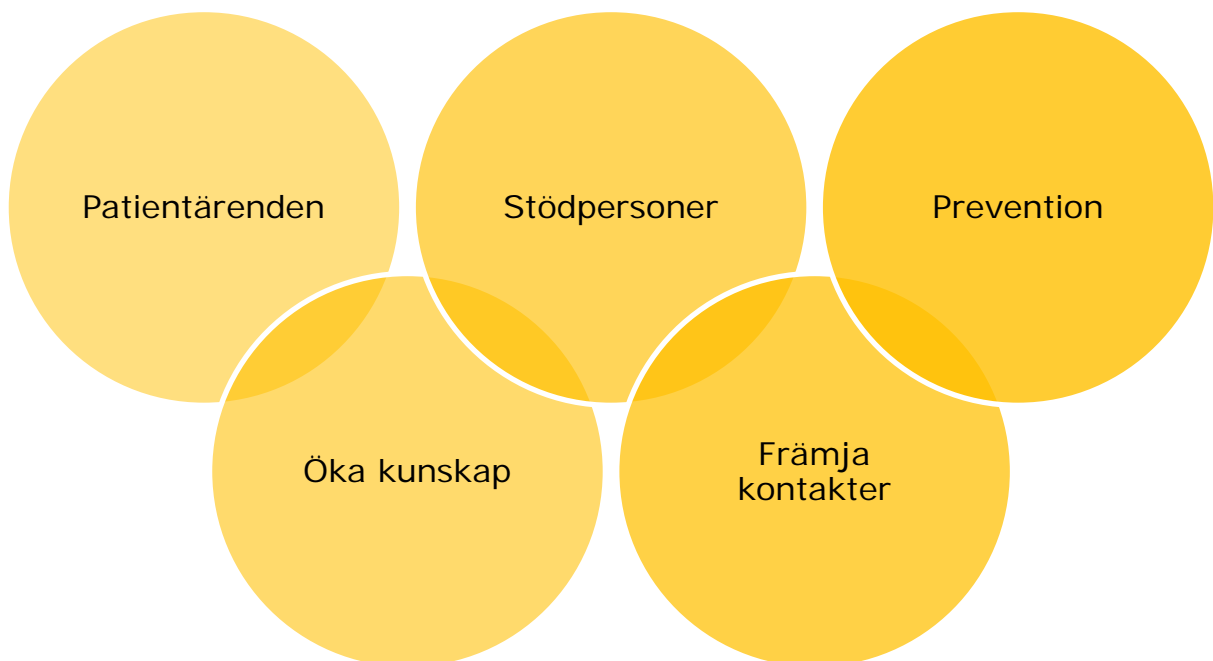 Patientärenden
Stödpersoner
Prevention
Öka kunskap
Främja
kontakter